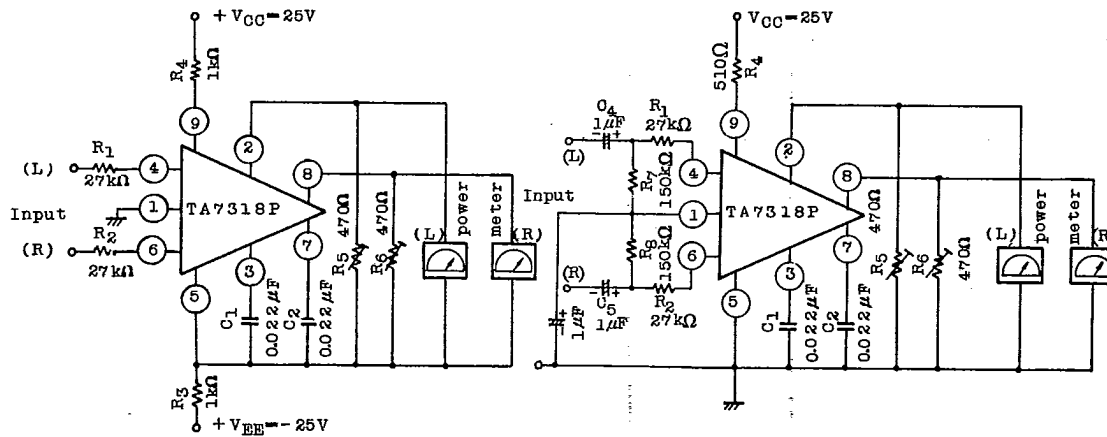 + VCC=25V
R4
1kΩ
9
2
(L)
R1
27kΩ
4
8
Input
1
TA7318P
470Ω
470Ω
(R)
R2
27kΩ
6
7
3
5
R5
R6
(L)
power
meter
(R)
C1
0.022μF
C2
0.022μF
R3
1kΩ
+ VEE=-25V
VCC=25V
510Ω
R4
9
2
C4
1μF
- +
R1
27kΩ
(L)
4
8
R7
150kΩ
Input
1
TA7318P
470Ω
R8
150kΩ
6
7
(R)
- +
C5
1μF
R2
27kΩ
3
5
R5
R6
470Ω
(L)
power
meter
(R
- +
1μF
C1
0.022μF
C2
0.022μF